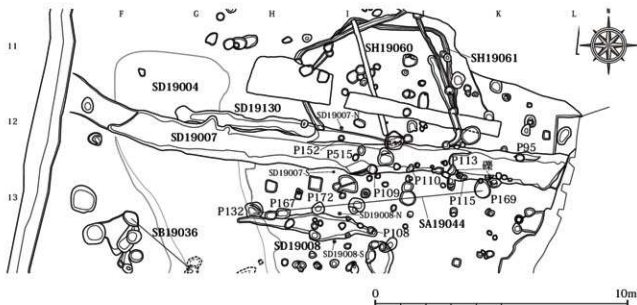 F G H I J K L N
11 SH19060 SH19061
SD19004
SD19130
SD19007-N
12 SD19007
P152 P515 P113 P95
SD19007-S P110
13 P167 P172 P109 P115 P169
P132 SD19008-N SA19044
SB19036 SD19008 P108
SD19008-S
0 10m